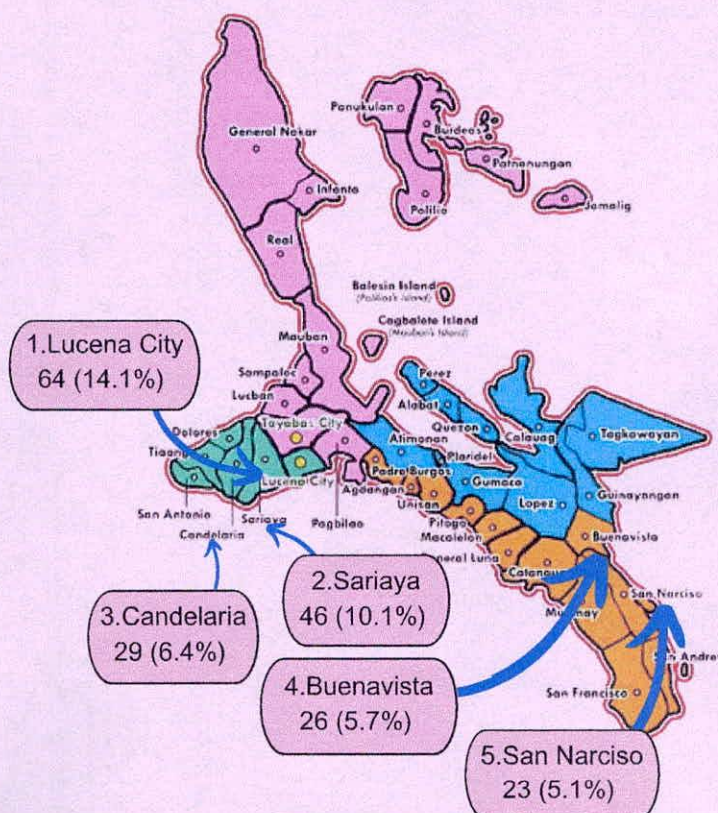 Panukulan
Burdeos
General Nakar
Patnanungan
Infanta
Polilio
Jomalig
Real
Balesin Island
(Polilio's Island)
Cagbalete Island
(Mauban's Island)
Mauban
1.Lucena City
64 (14.1%)
Sampaloc
Perez
Lucban
Alabat
Dolores
Tayabas City
Quezon
Calauag
Tagkawayan
Tiaong
Atimonan
Plaridel
Padre Burgos
Lucena City
Agdangan
Unisan
Gumaca
Guinayangan
Lopez
San Antonio
Sariaya
Pagbilao
Pitogo
Buenavista
Candelaria
Macalelon
General Luna
2.Sariaya
46 (10.1%)
San Narciso
3.Candelaria
29 (6.4%)
4.Buenavista
26 (5.7%)
San Francisco
5.San Narciso
23 (5.1%)